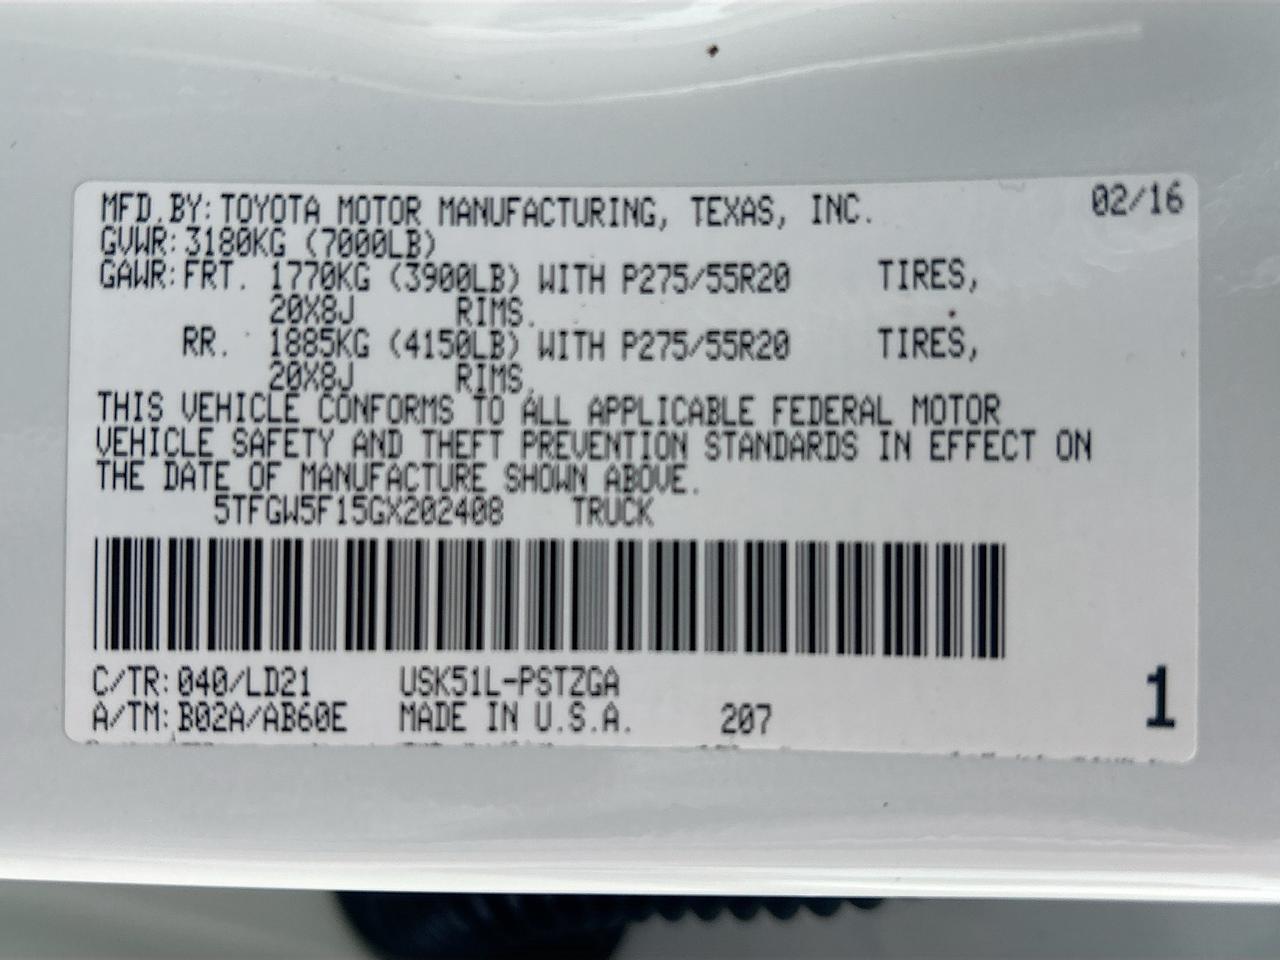 MFD.BY:TOYOTA MOTOR MANUFACTURING, TEXAS, INC. 02/16
GVWR:3180KG (7000LB)
GAWR:FRT. 1770KG (3900LB) WITH P275/55R20 TIRES,
20X8J RIMS.
RR. 1885KG (4150LB) WITH P275/55R20 TIRES,
20X8J RIMS.
THIS VEHICLE CONFORMS TO ALL APPLICABLE FEDERAL MOTOR
VEHICLE SAFETY AND THEFT PREVENTION STANDARDS IN EFFECT ON
THE DATE OF MANUFACTURE SHOWN ABOVE.
5TFGW5F15GX202408 TRUCK
C/TR:040/LD21 USK51L-PSTZGA
A/TM:B02A/AB60E MADE IN U.S.A. 207 1